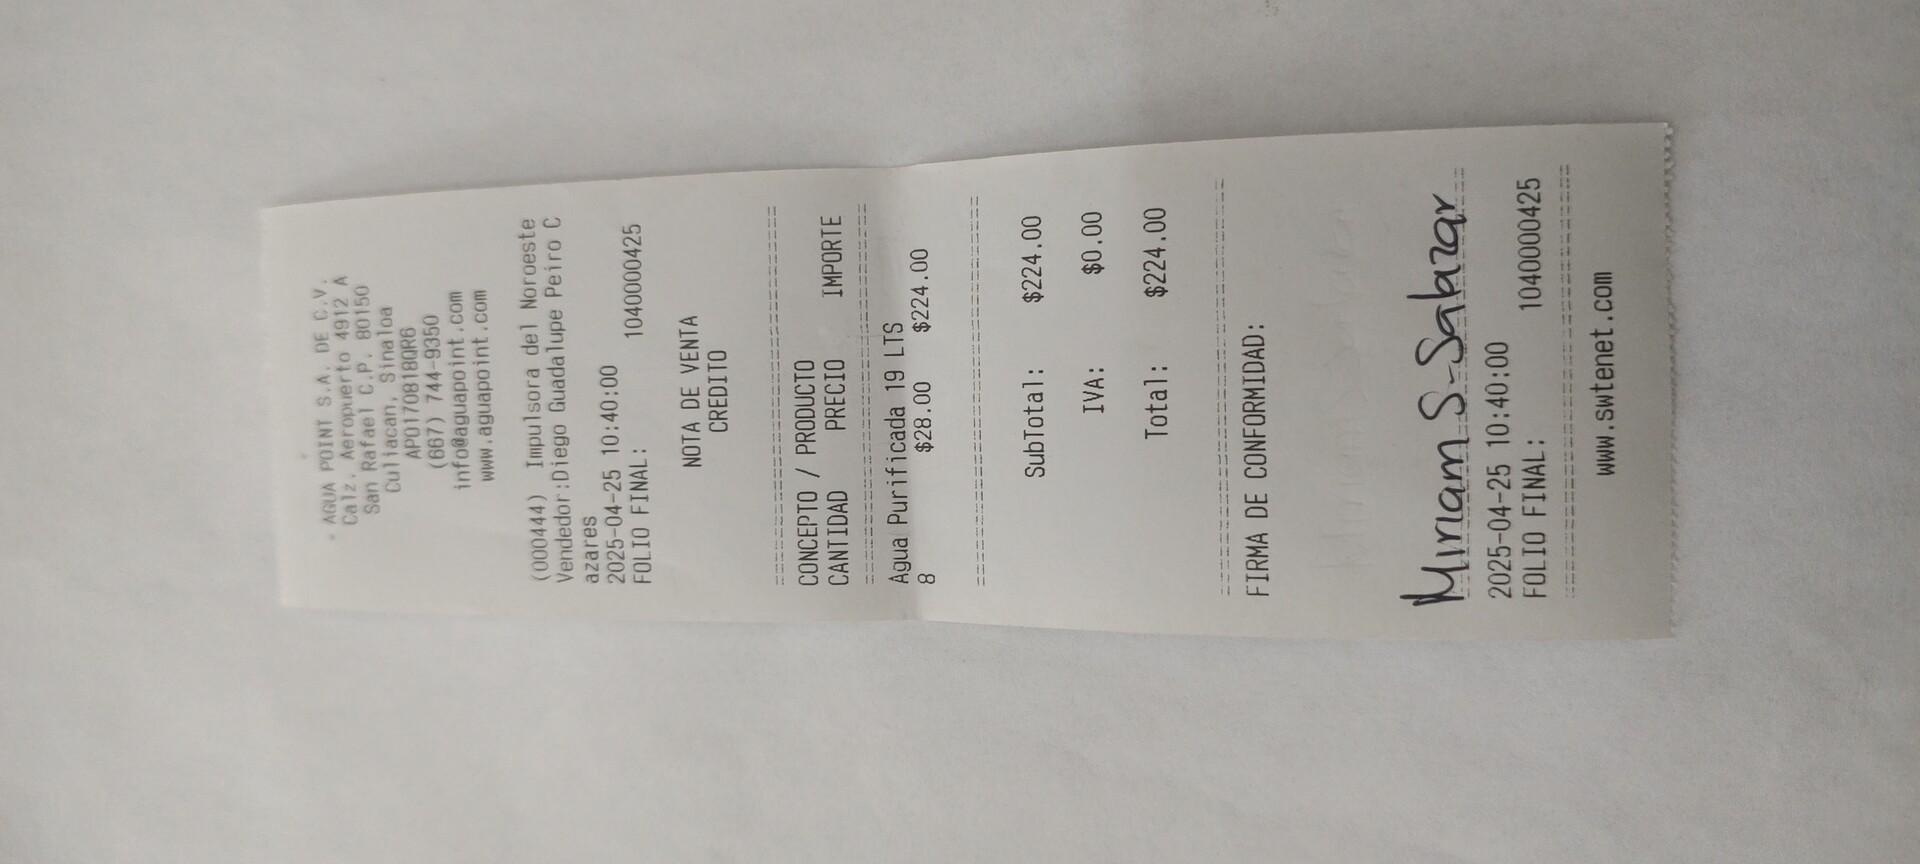 AGUA POINT S.A. DE C.V.
Calz. Aeropuerto 4912 A
San Rafael C.P. 80150
Culiacan, Sinaloa
APO170818QR6
(667) 744-9350
info@aguapoint.com
www.aguapoint.com
(000444) Impulsora del Noroeste
Vendedor:Diego Guadalupe Peiro C
azares
2025-04-25 10:40:00
FOLIO FINAL: 1040000425
NOTA DE VENTA
CREDITO
CONCEPTO / PRODUCTO
CANTIDAD PRECIO IMPORTE
Agua Purificada 19 LTS
8 $28.00 $224.00
SubTotal: $224.00
IVA: $0.00
Total: $224.00
FIRMA DE CONFORMIDAD:
Miriam S-Salazar
2025-04-25 10:40:00
FOLIO FINAL: 1040000425
www.swtenet.com